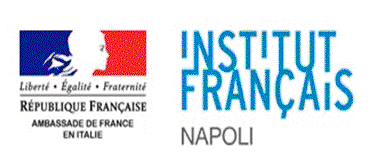 Liberté • Égalité • Fraternité
RÉPUBLIQUE FRANÇAISE
AMBASSADE DE FRANCE
EN ITALIE
INSTITUT
FRANÇAIS
NAPOLI